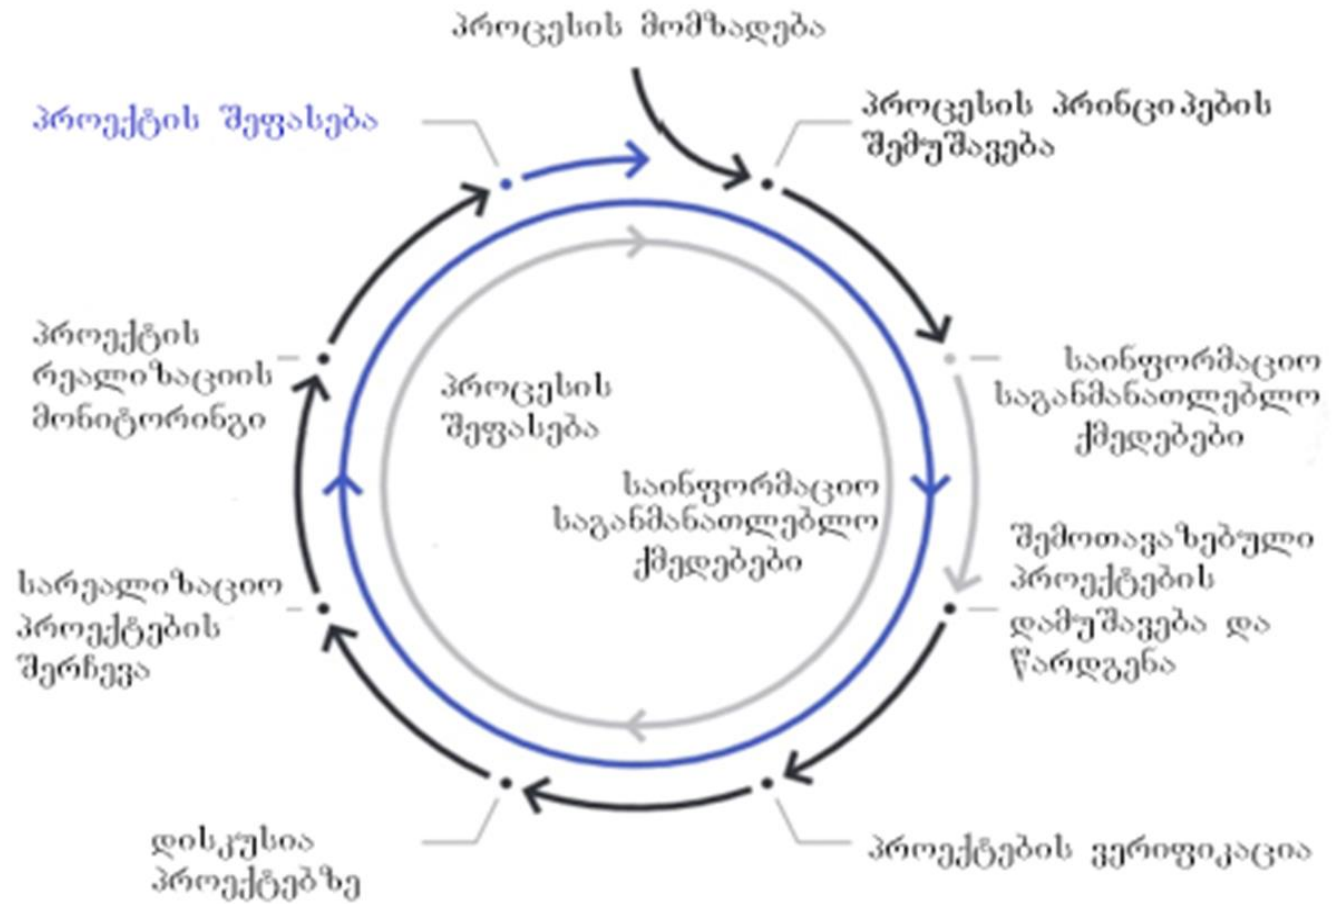 პროცესის მომზადება
პროექტის შეფასება
პროცესის პრინციპების
შემუშავება
პროექტის
რეალიზაციის
მონიტორინგი
საინფორმაციო
საგანმანათლებლო
ქმედებები
პროცესის
შეფასება
საინფორმაციო
საგანმანათლებლო
ქმედებები
შემოთავაზებული
პროექტების
დამუშავება და
წარდგენა
სარეალიზაციო
პროექტების
შერჩევა
დისკუსია
პროექტებზე
პროექტების ვერიფიკაცია